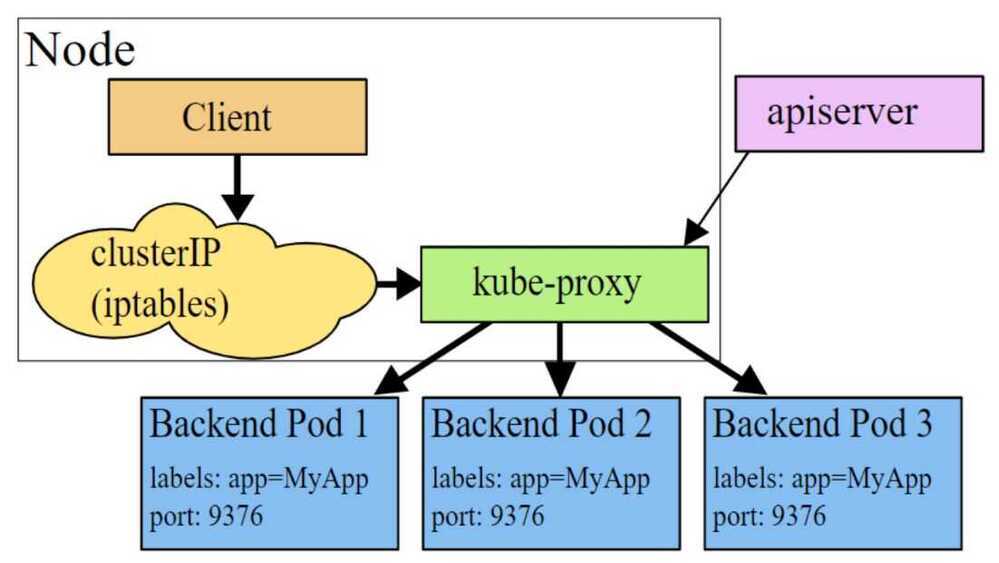 Node
Client
apiserver
clusterIP
(iptables)
kube-proxy
Backend Pod 1
labels: app=MyApp
port: 9376
Backend Pod 2
labels: app=MyApp
port: 9376
Backend Pod 3
labels: app=MyApp
port: 9376